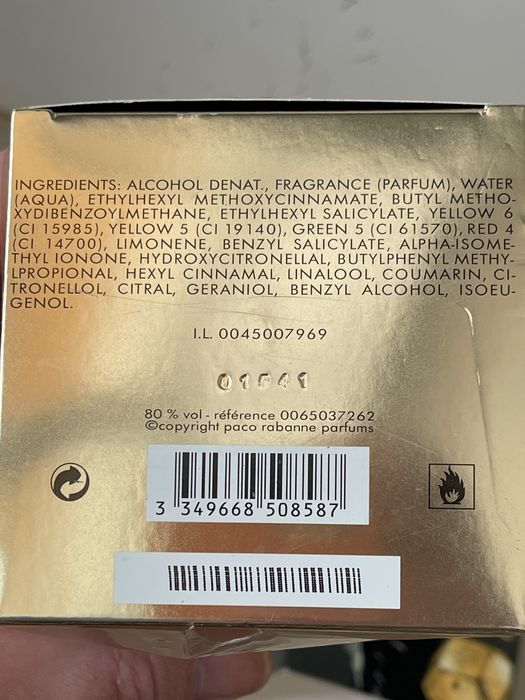 INGREDIENTS: ALCOHOL DENAT., FRAGRANCE (PARFUM), WATER
(AQUA), ETHYLHEXYL METHOXYCINNAMATE, BUTYL METHO-
XYDIBENZOYLMETHANE, ETHYLHEXYL SALICYLATE, YELLOW 6
(CI 15985), YELLOW 5 (CI 19140), GREEN 5 (CI 61570), RED 4
(CI 14700), LIMONENE, BENZYL SALICYLATE, ALPHA-ISOME-
THYL IONONE, HYDROXYCITRONELLAL, BUTYLPHENYL METHY-
LPROPIONAL, HEXYL CINNAMAL, LINALOOL, COUMARIN, CI-
TRONELLOL, CITRAL, GERANIOL, BENZYL ALCOHOL, ISOEU-
GENOL.
I.L. 0045007969
80 % vol - référence 0065037262
©copyright paco rabanne parfums
3 349668 508587